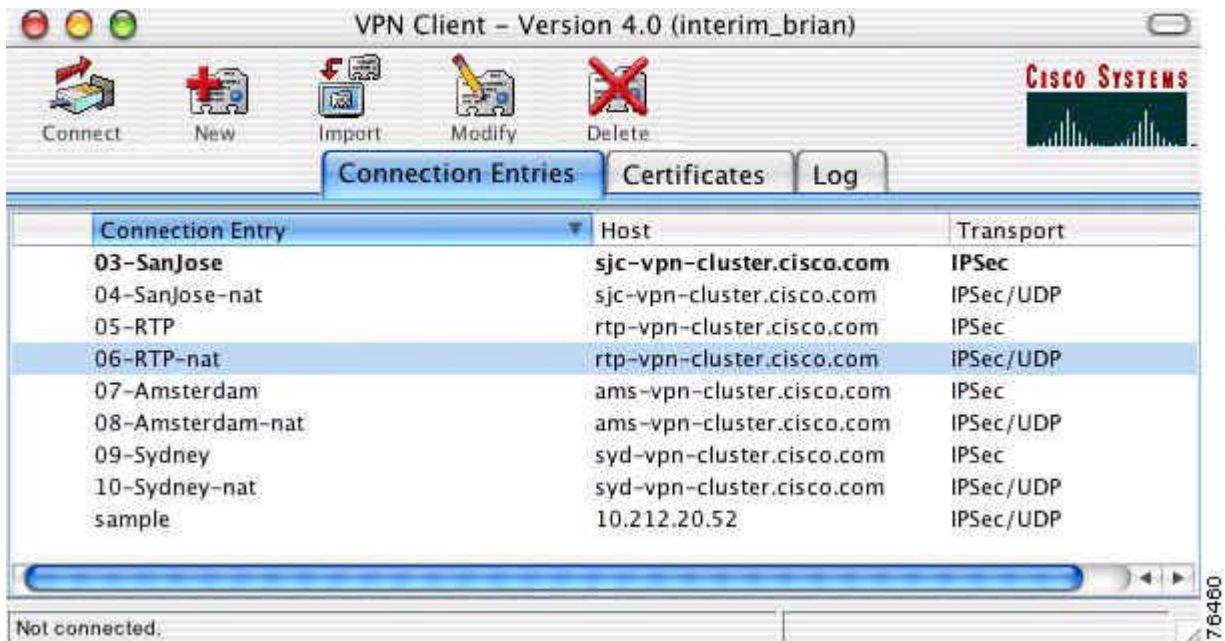 VPN Client – Version 4.0 (interim_brian)
Connect New Import Modify Delete
CISCO SYSTEMS
Connection Entries Certificates Log
Connection Entry Host Transport
03-SanJose sjc-vpn-cluster.cisco.com IPSec
04-SanJose-nat sjc-vpn-cluster.cisco.com IPSec/UDP
05-RTP rtp-vpn-cluster.cisco.com IPSec
06-RTP-nat rtp-vpn-cluster.cisco.com IPSec/UDP
07-Amsterdam ams-vpn-cluster.cisco.com IPSec
08-Amsterdam-nat ams-vpn-cluster.cisco.com IPSec/UDP
09-Sydney syd-vpn-cluster.cisco.com IPSec
10-Sydney-nat syd-vpn-cluster.cisco.com IPSec/UDP
sample 10.212.20.52 IPSec/UDP
Not connected.
76460